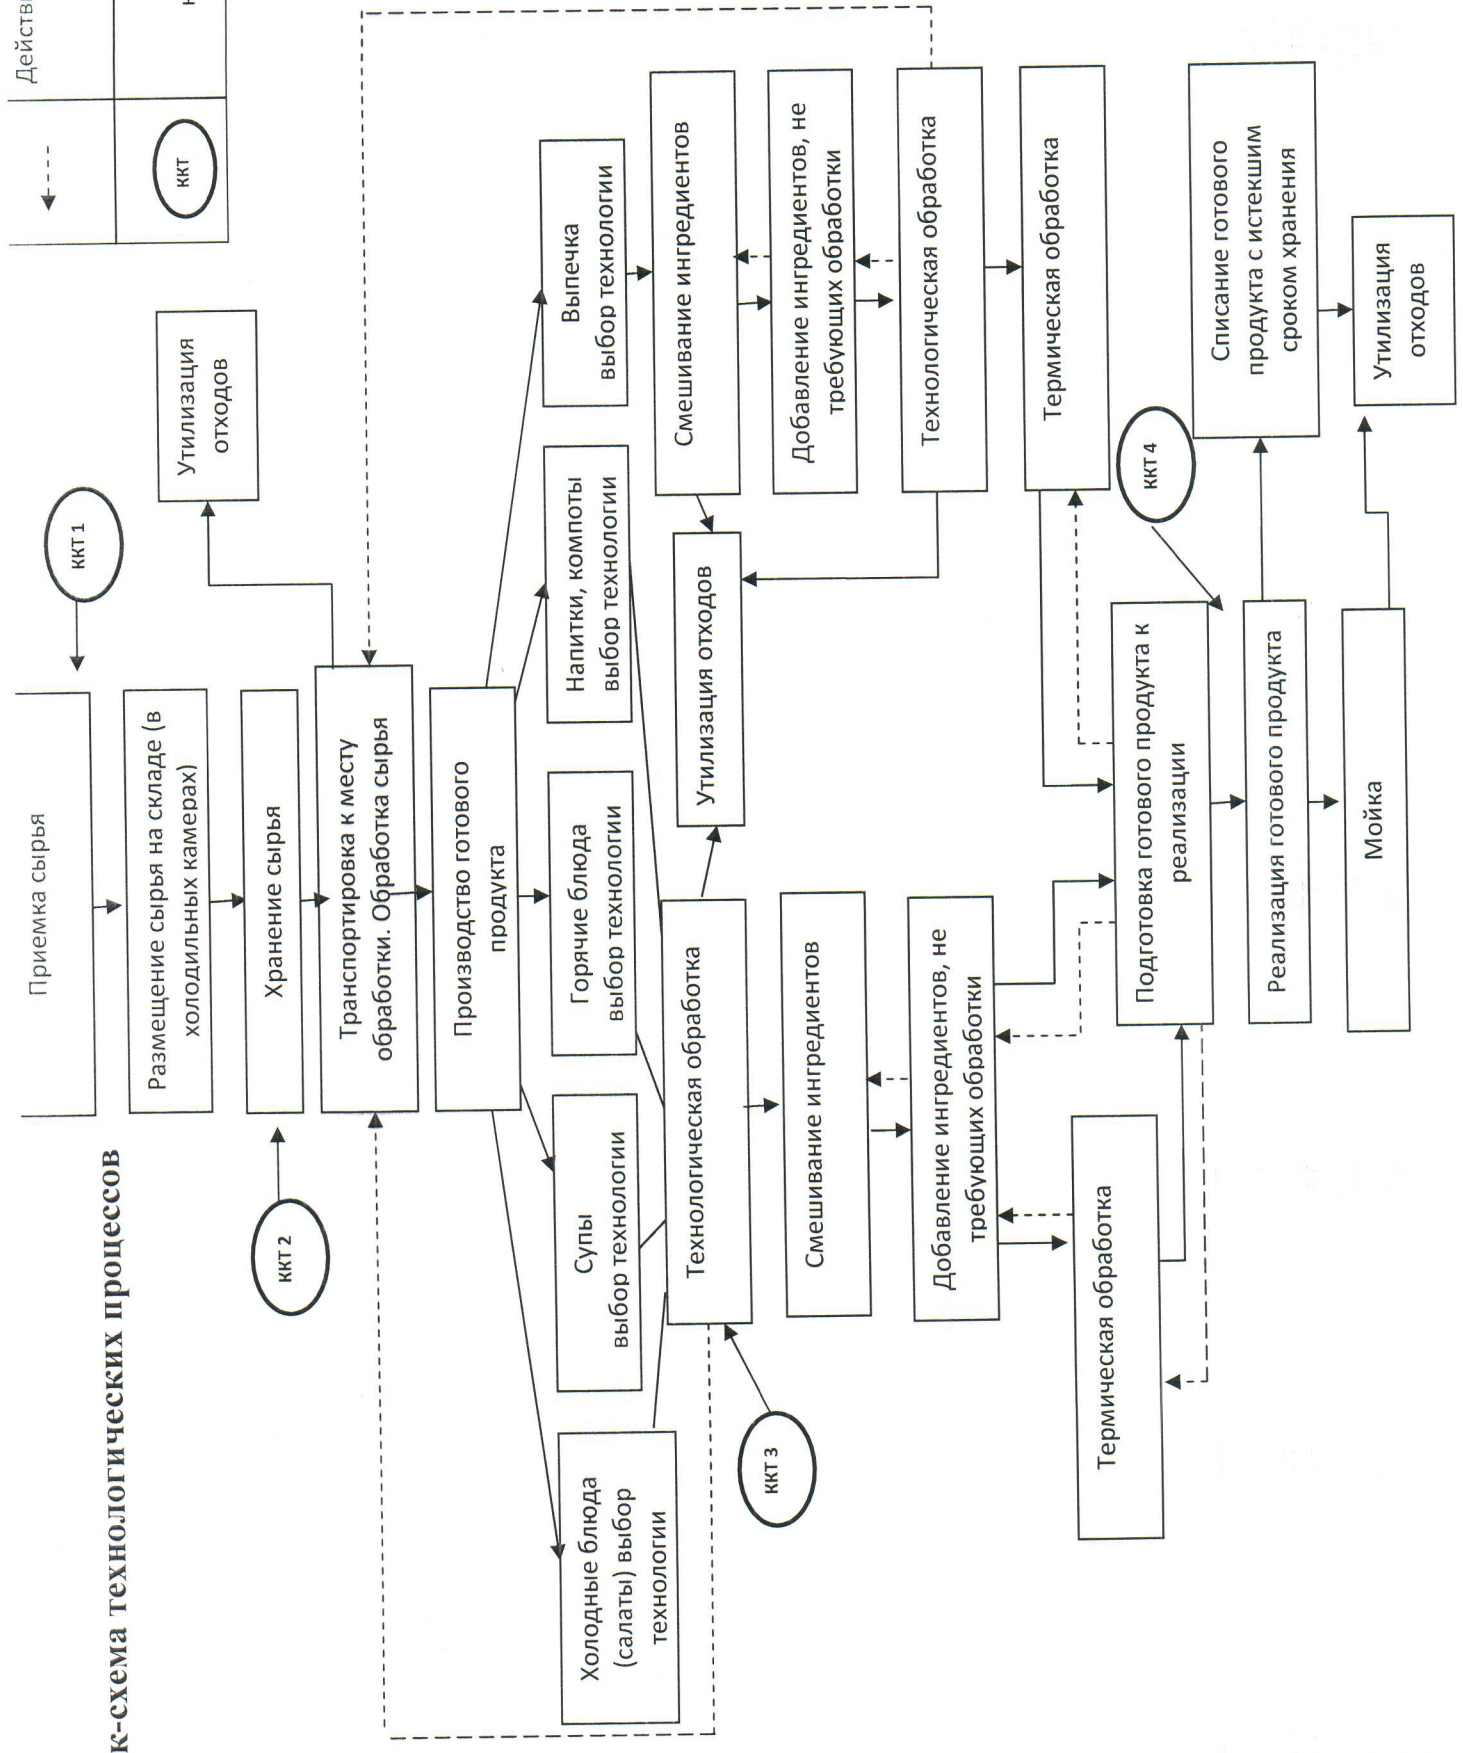 к-схема технологических процессов
ккт
ккт 1
Приемка сырья
Размещение сырья на складе (в
холодильных камерах)
ккт 2
Хранение сырья
Транспортировка к месту
обработки. Обработка сырья
Утилизация
отходов
Производство готового
продукта
Холодные блюда
(салаты) выбор
технологии
Супы
выбор технологии
Горячие блюда
выбор технологии
Напитки, компоты
выбор технологии
Выпечка
выбор технологии
Технологическая обработка
ккт 3
Утилизация отходов
Смешивание ингредиентов
Смешивание ингредиентов
Добавление ингредиентов, не
требующих обработки
Добавление ингредиентов, не
требующих обработки
Технологическая обработка
Термическая обработка
Термическая обработка
Подготовка готового продукта к
реализации
ккт 4
Реализация готового продукта
Списание готового
продукта с истекшим
сроком хранения
Мойка
Утилизация
отходов